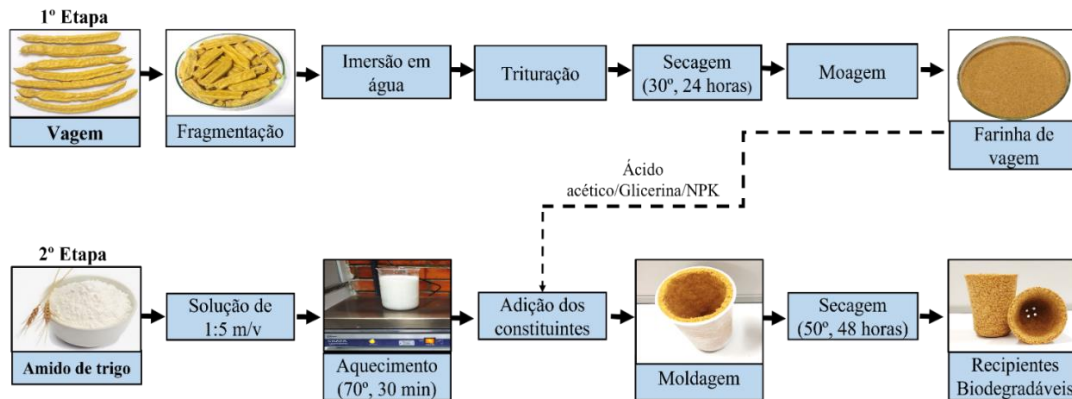 1º Etapa
Vagem
Fragmentação
Imersão em
água
Trituração
Secagem
(30º, 24 horas)
Moagem
Farinha de
vagem
Ácido
acético/Glicerina/NPK
2º Etapa
Amido de trigo
Solução de
1:5 m/v
Aquecimento
(70º, 30 min)
Adição dos
constituintes
Moldagem
Secagem
(50º, 48 horas)
Recipientes
Biodegradáveis